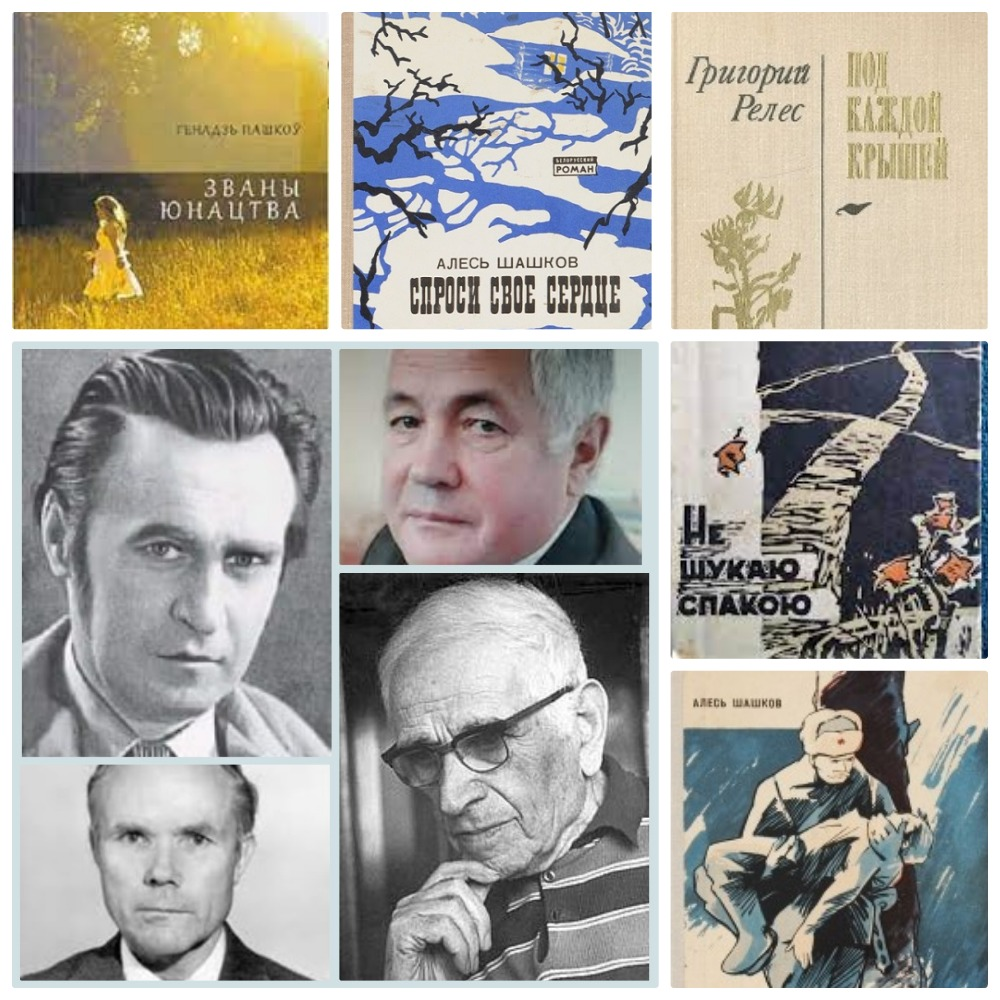 ГЕНАДЗЬ ПАШКОЎ
ЗВАНЫ
ЮНАЦТВА
БЕЛОРУССКИЙ
РОМАН
АЛЕСЬ ШАШКОВ
СПРОСИ СВОЕ СЕРДЦЕ
Григорий
Релес
ПОД
КАЖДОЙ
КРЫШЕЙ
Не
ШУКАЮ
СПАКОЮ
АЛЕСЬ ШАШКОВ